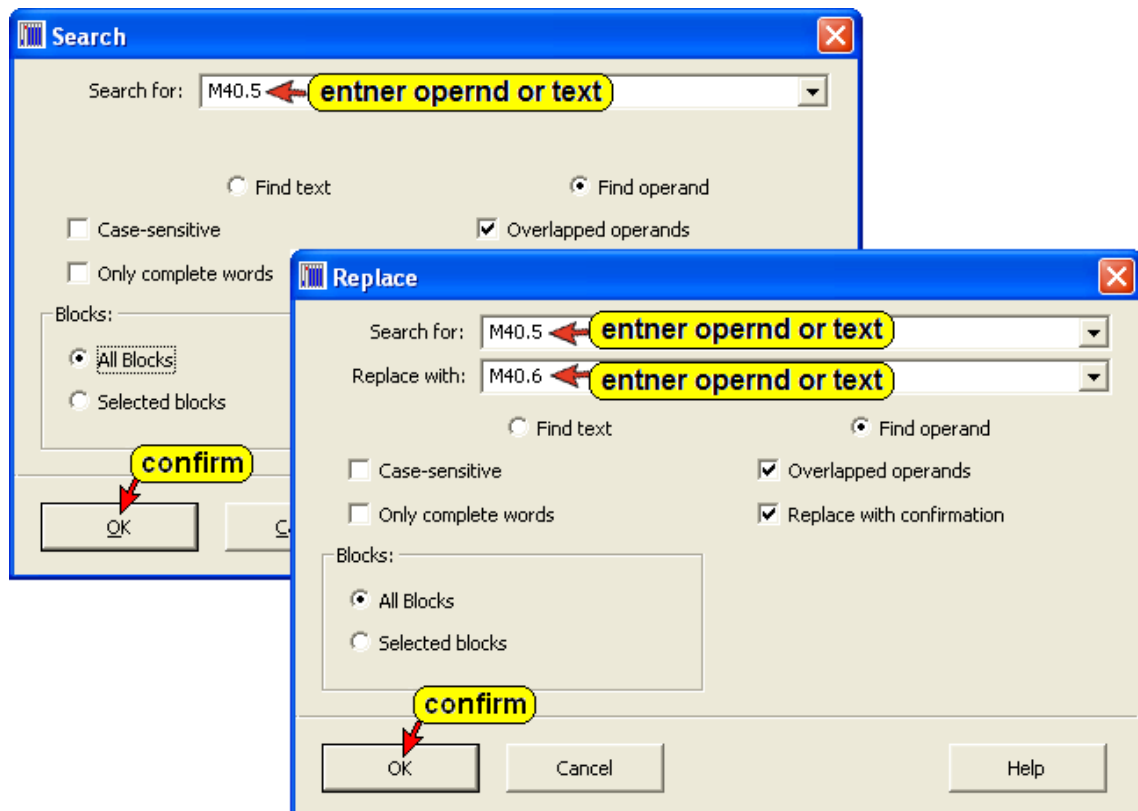 Search
Search for: M40.5 entner opernd or text
Find text Find operand
Case-sensitive Overlapped operands
Only complete words
Blocks:
All Blocks
Selected blocks
confirm
OK
Replace
Search for: M40.5 entner opernd or text
Replace with: M40.6 entner opernd or text
Find text Find operand
Case-sensitive Overlapped operands
Only complete words Replace with confirmation
Blocks:
All Blocks
Selected blocks
confirm
OK Cancel Help